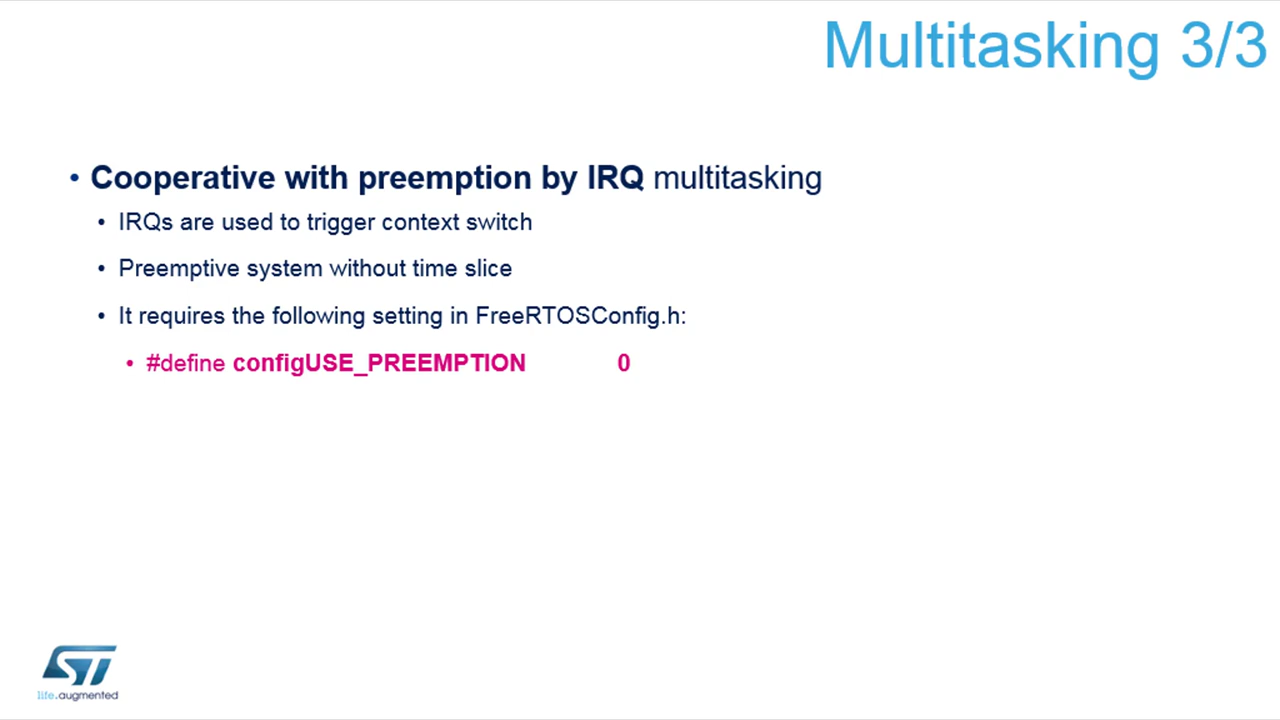 Multitasking 3/3
• Cooperative with preemption by IRQ multitasking
• IRQs are used to trigger context switch
• Preemptive system without time slice
• It requires the following setting in FreeRTOSConfig.h:
• #define configUSE_PREEMPTION 0
ST
life.augmented